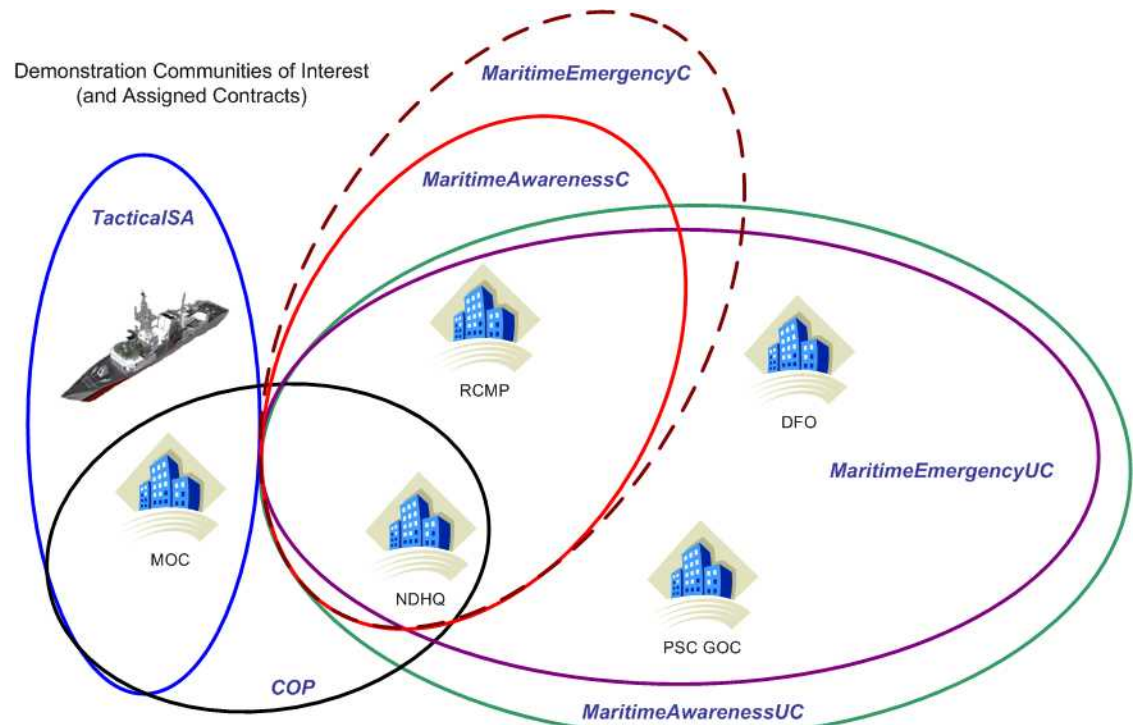 Demonstration Communities of Interest
(and Assigned Contracts)
MaritimeEmergencyC
MaritimeAwarenessC
TacticalSA
RCMP
DFO
MaritimeEmergencyUC
MOC
NDHQ
PSC GOC
COP
MaritimeAwarenessUC